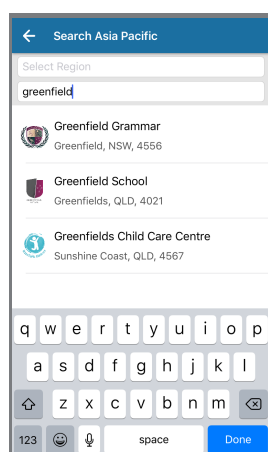 Search Asia Pacific
Select Region
greenfield
Greenfield Grammar
Greenfield, NSW, 4556
Greenfield School
Greenfields, QLD, 4021
Greenfields Child Care Centre
Sunshine Coast, QLD, 4567
q w e r t y u i o p
a s d f g h j k l
z x c v b n m
123 space Done